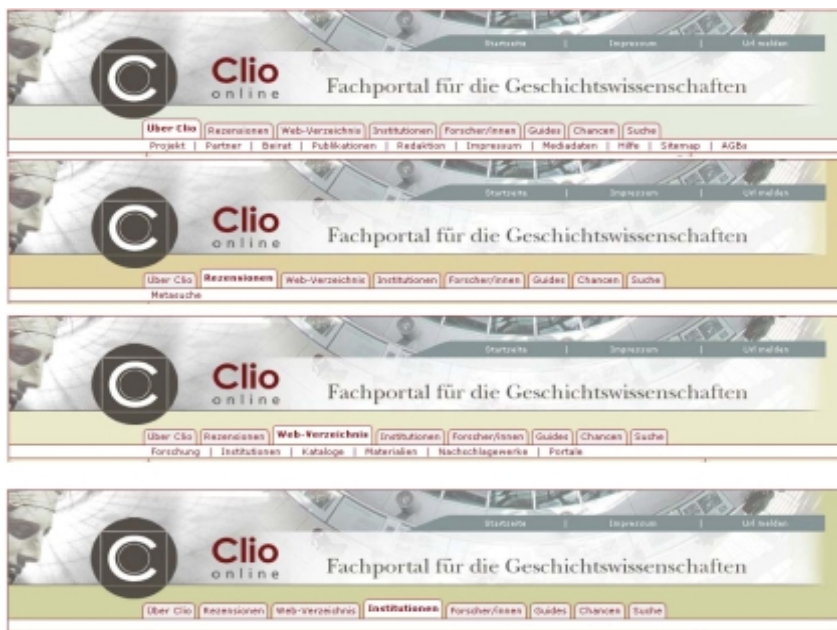 Startseite | Impressum | Url melden
Clio
online
Fachportal für die Geschichtswissenschaften
Über Clio Rezensionen Web-Verzeichnis Institutionen Forscher/innen Guides Chancen Suche
Projekt | Partner | Beirat | Publikationen | Redaktion | Impressum | Mediadaten | Hilfe | Sitemap | AGBs
Startseite | Impressum | Url melden
Clio
online
Fachportal für die Geschichtswissenschaften
Über Clio Rezensionen Web-Verzeichnis Institutionen Forscher/innen Guides Chancen Suche
Metasuche
Startseite | Impressum | Url melden
Clio
online
Fachportal für die Geschichtswissenschaften
Über Clio Rezensionen Web-Verzeichnis Institutionen Forscher/innen Guides Chancen Suche
Forschung | Institutionen | Kataloge | Materialien | Nachschlagewerke | Portale
Startseite | Impressum | Url melden
Clio
online
Fachportal für die Geschichtswissenschaften
Über Clio Rezensionen Web-Verzeichnis Institutionen Forscher/innen Guides Chancen Suche